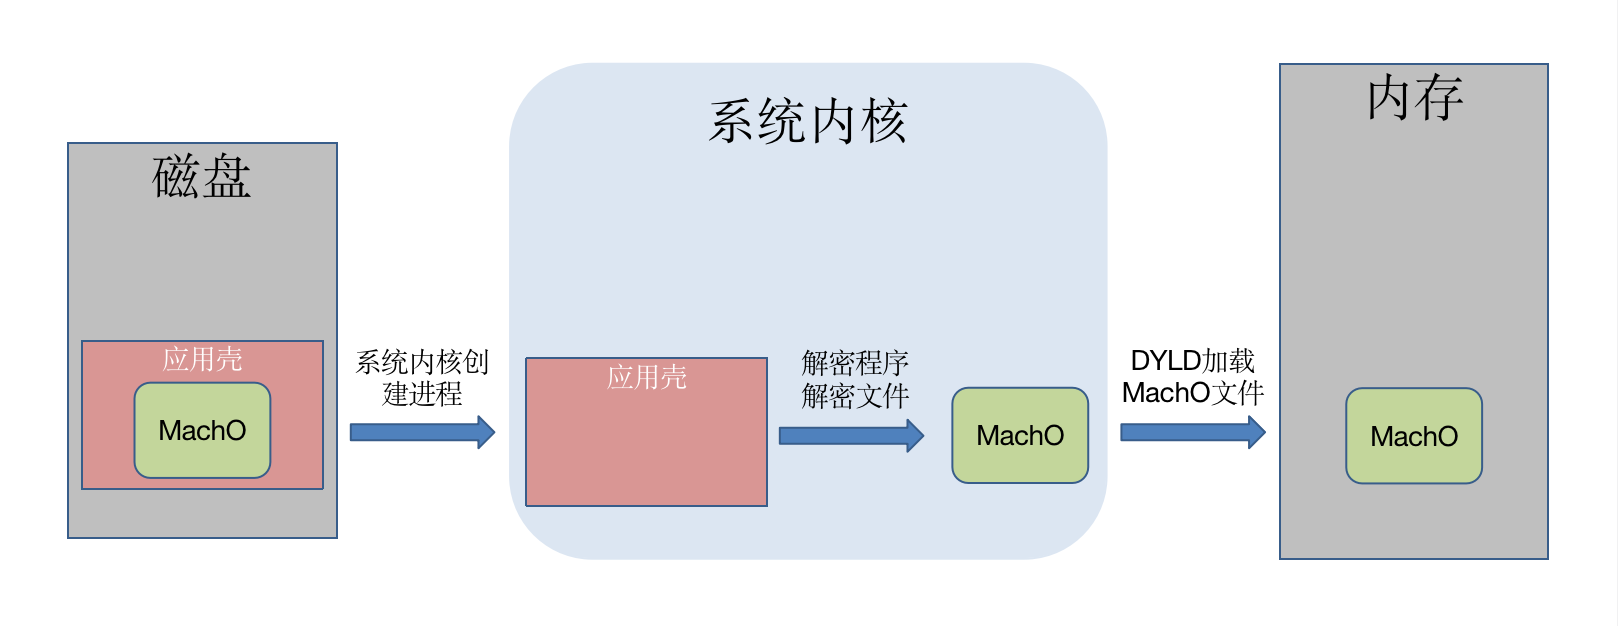 磁盘
应用壳
MachO
系统内核创
建进程
系统内核
应用壳
解密程序
解密文件
MachO
DYLD加载
MachO文件
内存
MachO